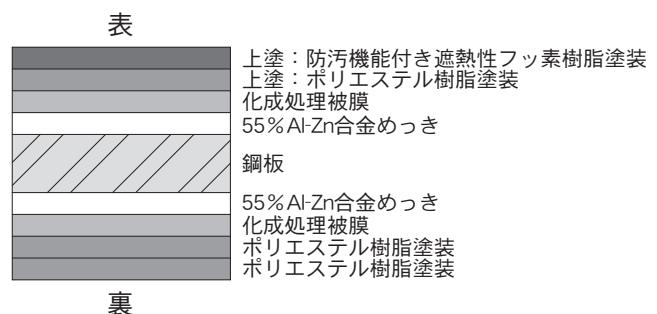 表
上塗：防汚機能付き遮熱性フッ素樹脂塗装
上塗：ポリエステル樹脂塗装
化成処理被膜
55％Al-Zn合金めっき
鋼板
55％Al-Zn合金めっき
化成処理被膜
ポリエステル樹脂塗装
ポリエステル樹脂塗装
裏